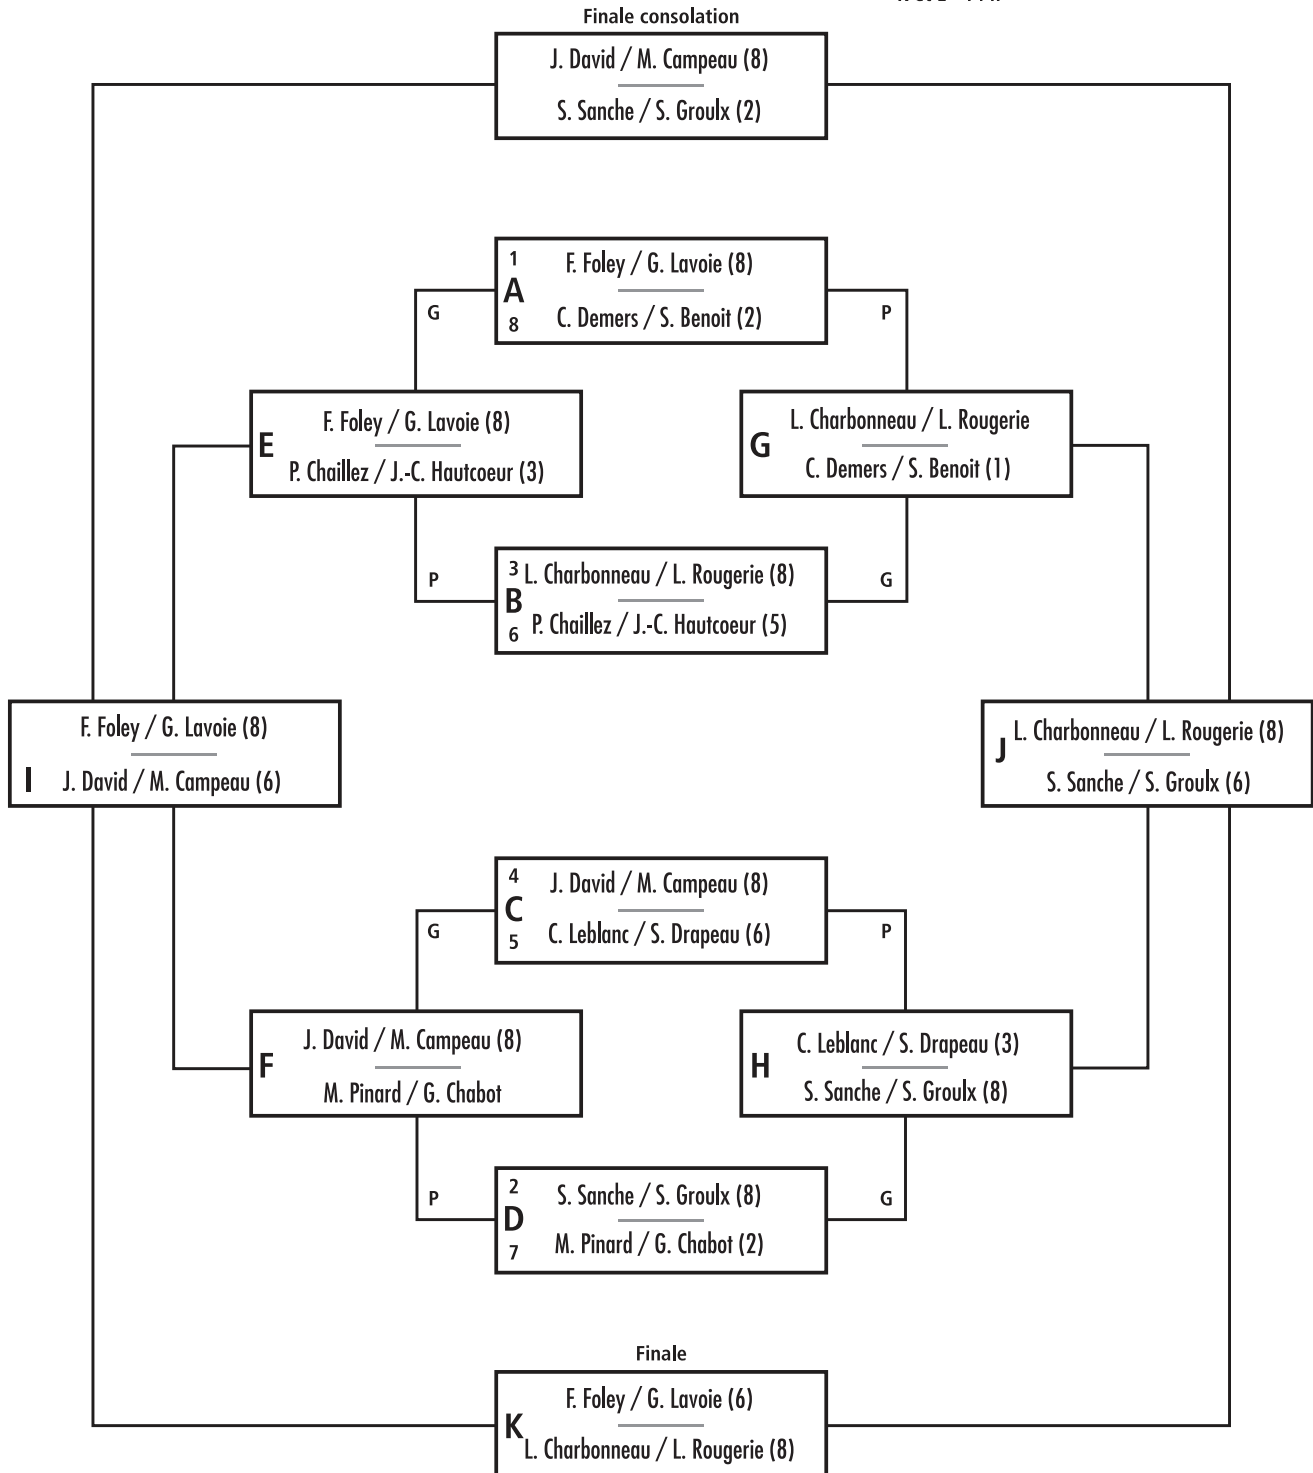 Finale consolation
J. David / M. Campeau (8)
S. Sanche / S. Groulx (2)
1
F. Foley / G. Lavoie (8)
A
8
C. Demers / S. Benoit (2)
G
P
E
F. Foley / G. Lavoie (8)
P. Chaillez / J.-C. Hautcoeur (3)
G
L. Charbonneau / L. Rougerie
C. Demers / S. Benoit (1)
P
3
L. Charbonneau / L. Rougerie (8)
B
6
P. Chaillez / J.-C. Hautcoeur (5)
G
F. Foley / G. Lavoie (8)
I
J. David / M. Campeau (6)
J
L. Charbonneau / L. Rougerie (8)
S. Sanche / S. Groulx (6)
4
J. David / M. Campeau (8)
C
5
C. Leblanc / S. Drapeau (6)
G
P
F
J. David / M. Campeau (8)
M. Pinard / G. Chabot
H
C. Leblanc / S. Drapeau (3)
S. Sanche / S. Groulx (8)
P
2
S. Sanche / S. Groulx (8)
D
7
M. Pinard / G. Chabot (2)
G
Finale
F. Foley / G. Lavoie (6)
K
L. Charbonneau / L. Rougerie (8)